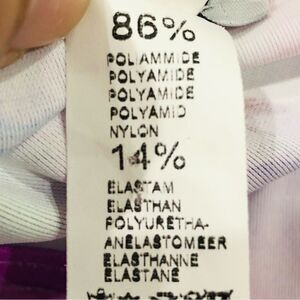 86%
POLIAMMIDE
POLYAMIDE
POLYAMIDE
POLYAMID
NYLON
14%
ELASTAM
ELASTHAN
POLYURETHA-
ANELASTOMEER
ELASTHANNE
ELASTANE